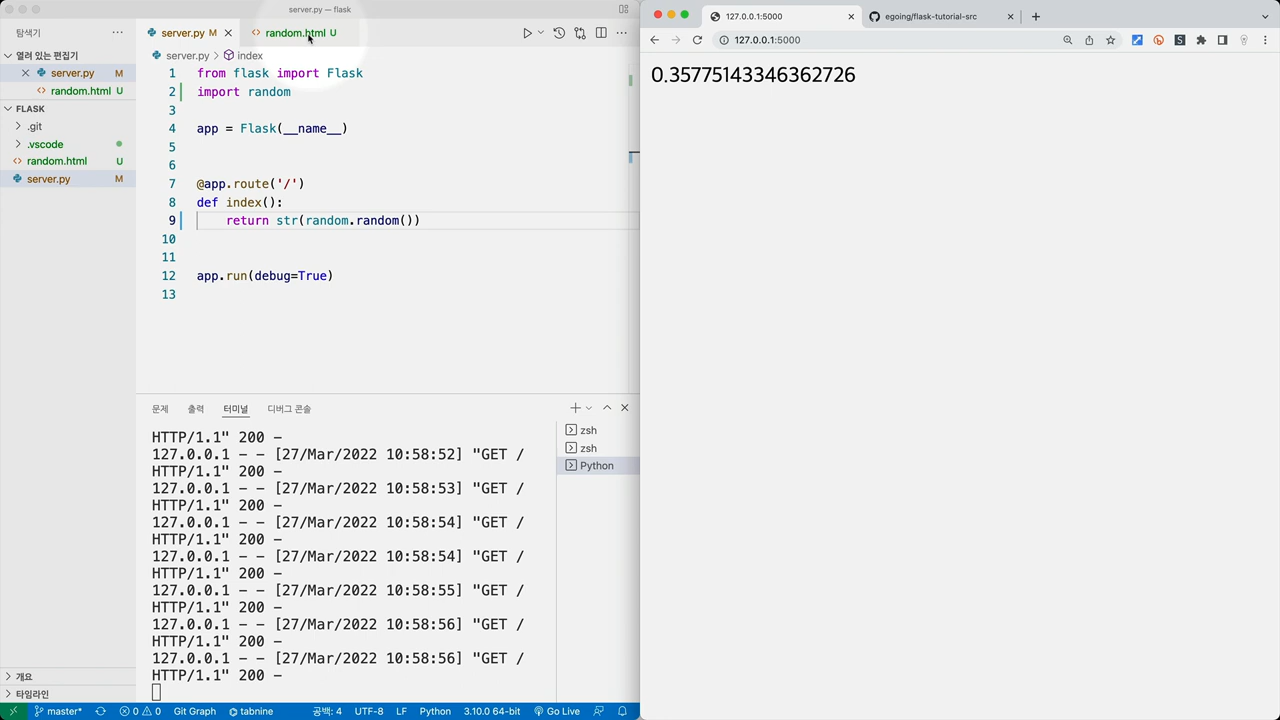 server.py — flask
탐색기
열려 있는 편집기
server.py M
random.html U
FLASK
.git
.vscode
random.html U
server.py M
개요
타임라인
server.py M
random.html U
server.py > index
1 from flask import Flask
2 import random
3
4 app = Flask(__name__)
5
6
7 @app.route('/')
8 def index():
9 return str(random.random())
10
11
12 app.run(debug=True)
13
문제 출력 터미널 디버그 콘솔
HTTP/1.1" 200 -
127.0.0.1 - - [27/Mar/2022 10:58:52] "GET /
HTTP/1.1" 200 -
127.0.0.1 - - [27/Mar/2022 10:58:53] "GET /
HTTP/1.1" 200 -
127.0.0.1 - - [27/Mar/2022 10:58:54] "GET /
HTTP/1.1" 200 -
127.0.0.1 - - [27/Mar/2022 10:58:54] "GET /
HTTP/1.1" 200 -
127.0.0.1 - - [27/Mar/2022 10:58:55] "GET /
HTTP/1.1" 200 -
127.0.0.1 - - [27/Mar/2022 10:58:56] "GET /
HTTP/1.1" 200 -
127.0.0.1 - - [27/Mar/2022 10:58:56] "GET /
HTTP/1.1" 200 -
zsh
zsh
Python
master* 0 0 Git Graph tabnine 공백: 4 UTF-8 LF Python 3.10.0 64-bit Go Live
127.0.0.1:5000
egoing/flask-tutorial-src
127.0.0.1:5000
0.35775143346362726